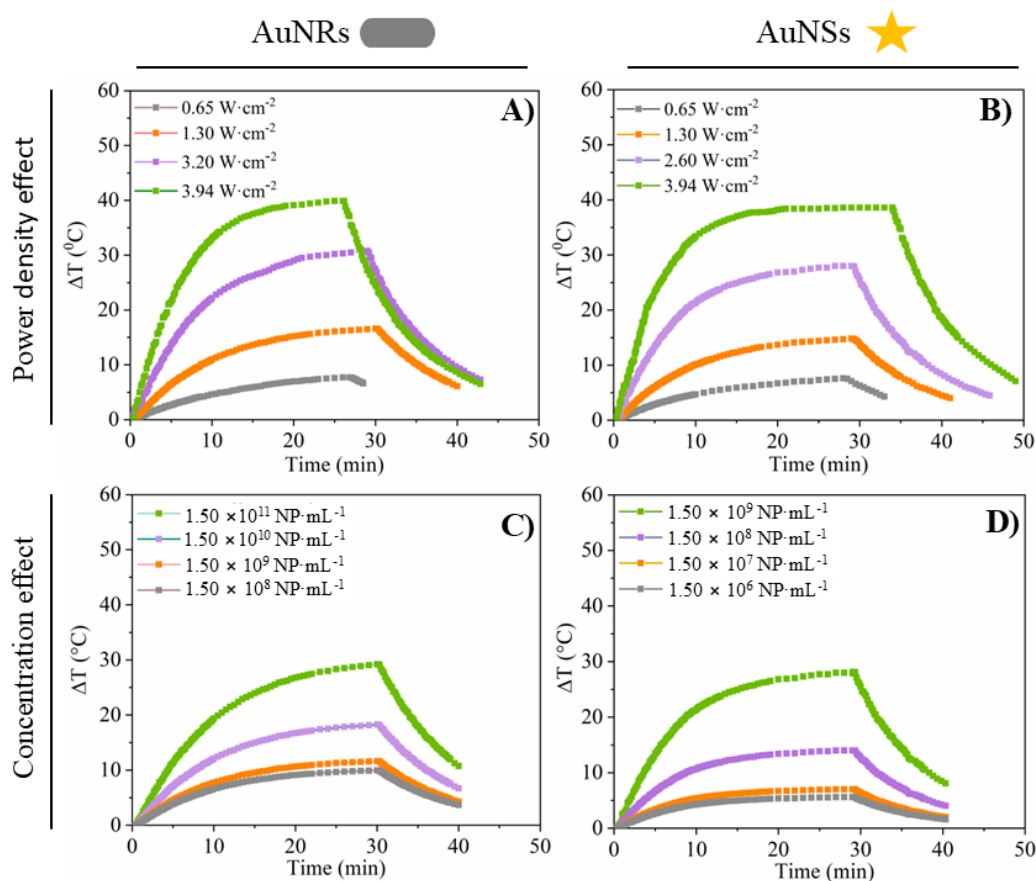 AuNRs
AuNSs
Power density effect
A)
0.65 W·cm⁻²
1.30 W·cm⁻²
3.20 W·cm⁻²
3.94 W·cm⁻²
ΔT (⁰C)
60
50
40
30
20
10
0
0 10 20 30 40 50
Time (min)
B)
0.65 W·cm⁻²
1.30 W·cm⁻²
2.60 W·cm⁻²
3.94 W·cm⁻²
ΔT (⁰C)
60
50
40
30
20
10
0
0 10 20 30 40 50
Time (min)
Concentration effect
C)
1.50 ×10¹¹ NP·mL⁻¹
1.50 ×10¹⁰ NP·mL⁻¹
1.50 × 10⁹ NP·mL⁻¹
1.50 × 10⁸ NP·mL⁻¹
ΔT (°C)
60
50
40
30
20
10
0
0 10 20 30 40 50
Time (min)
D)
1.50 × 10⁹ NP·mL⁻¹
1.50 × 10⁸ NP·mL⁻¹
1.50 × 10⁷ NP·mL⁻¹
1.50 × 10⁶ NP·mL⁻¹
ΔT (°C)
60
50
40
30
20
10
0
0 10 20 30 40 50
Time (min)